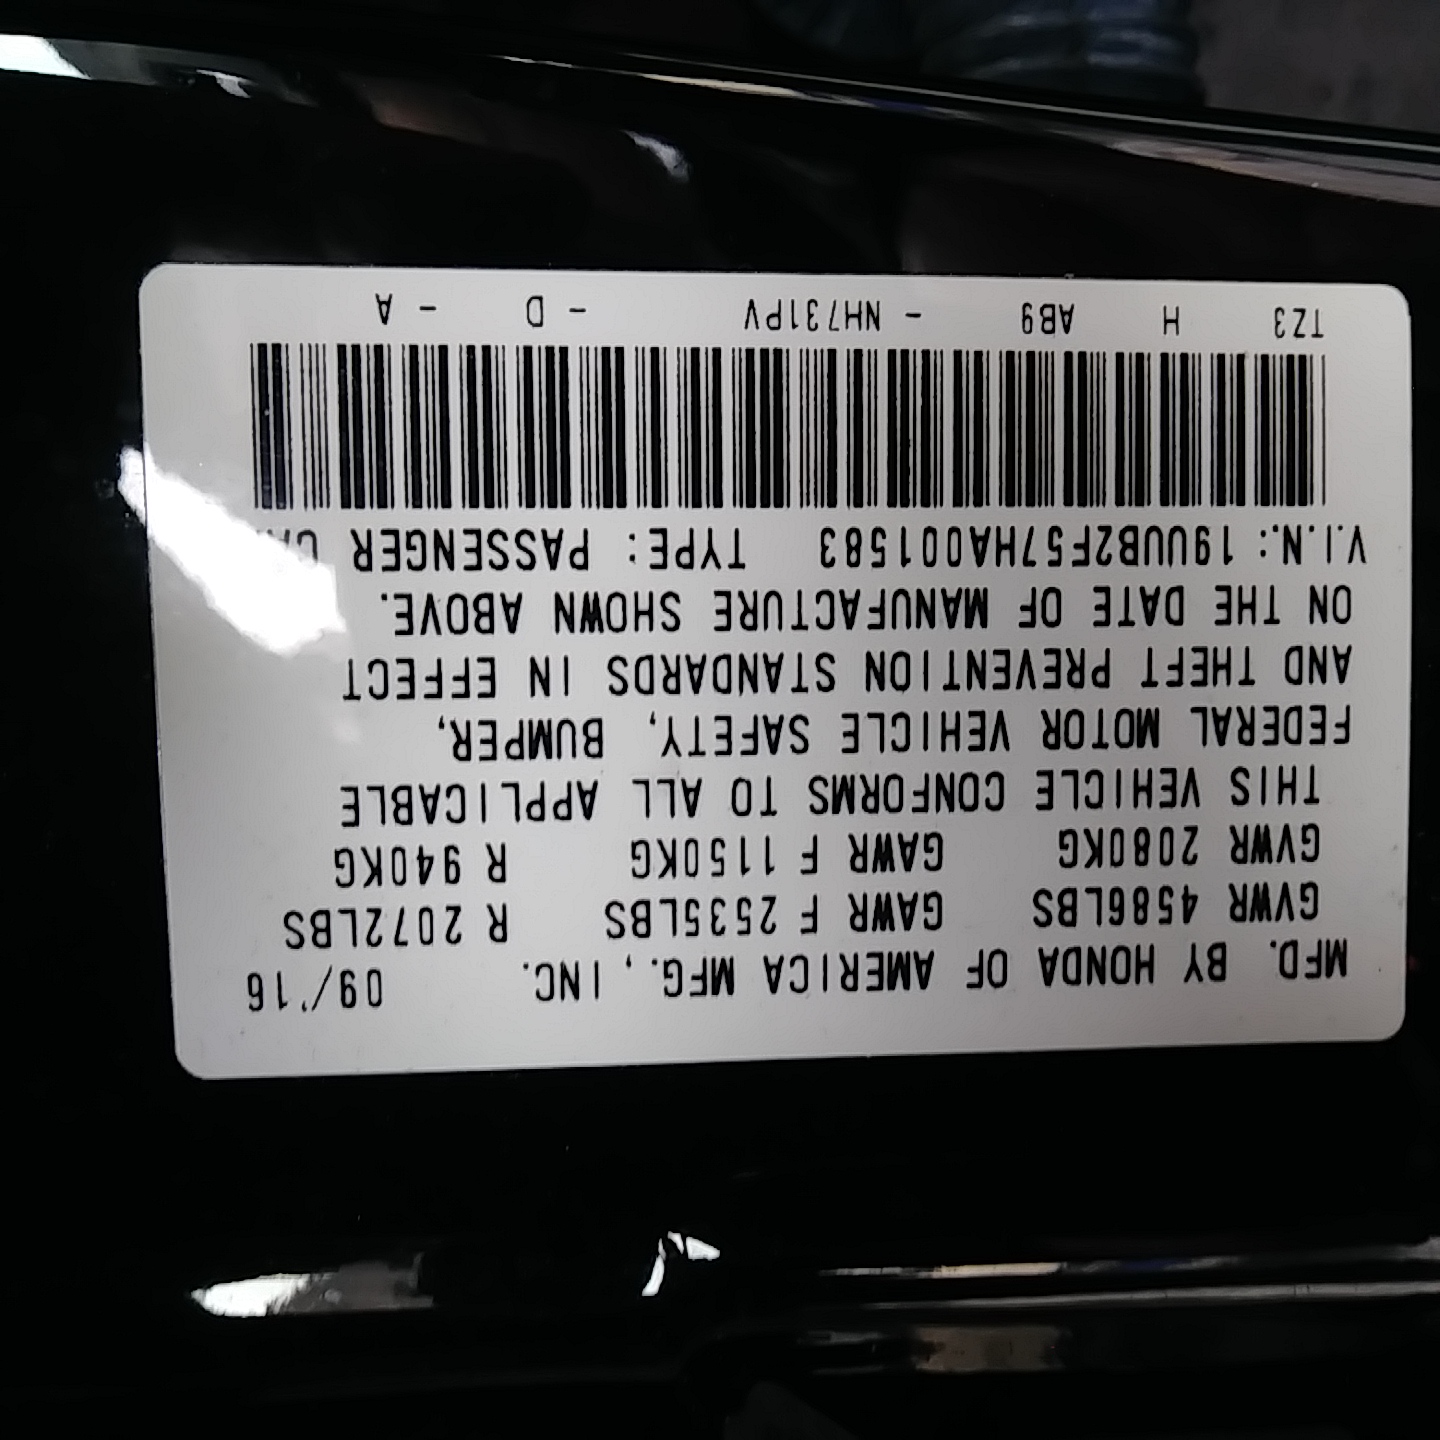 MFD. BY HONDA OF AMERICA MFG., INC. 09/'16
GVWR 4586LBS GAWR F 2535LBS R 2072LBS
GVWR 2080KG GAWR F 1150KG R 940KG
THIS VEHICLE CONFORMS TO ALL APPLICABLE
FEDERAL MOTOR VEHICLE SAFETY, BUMPER,
AND THEFT PREVENTION STANDARDS IN EFFECT
ON THE DATE OF MANUFACTURE SHOWN ABOVE.
V.I.N.: 19UUB2F57HA001583 TYPE: PASSENGER
TZ3 H AB9 - NH731PV - D - A